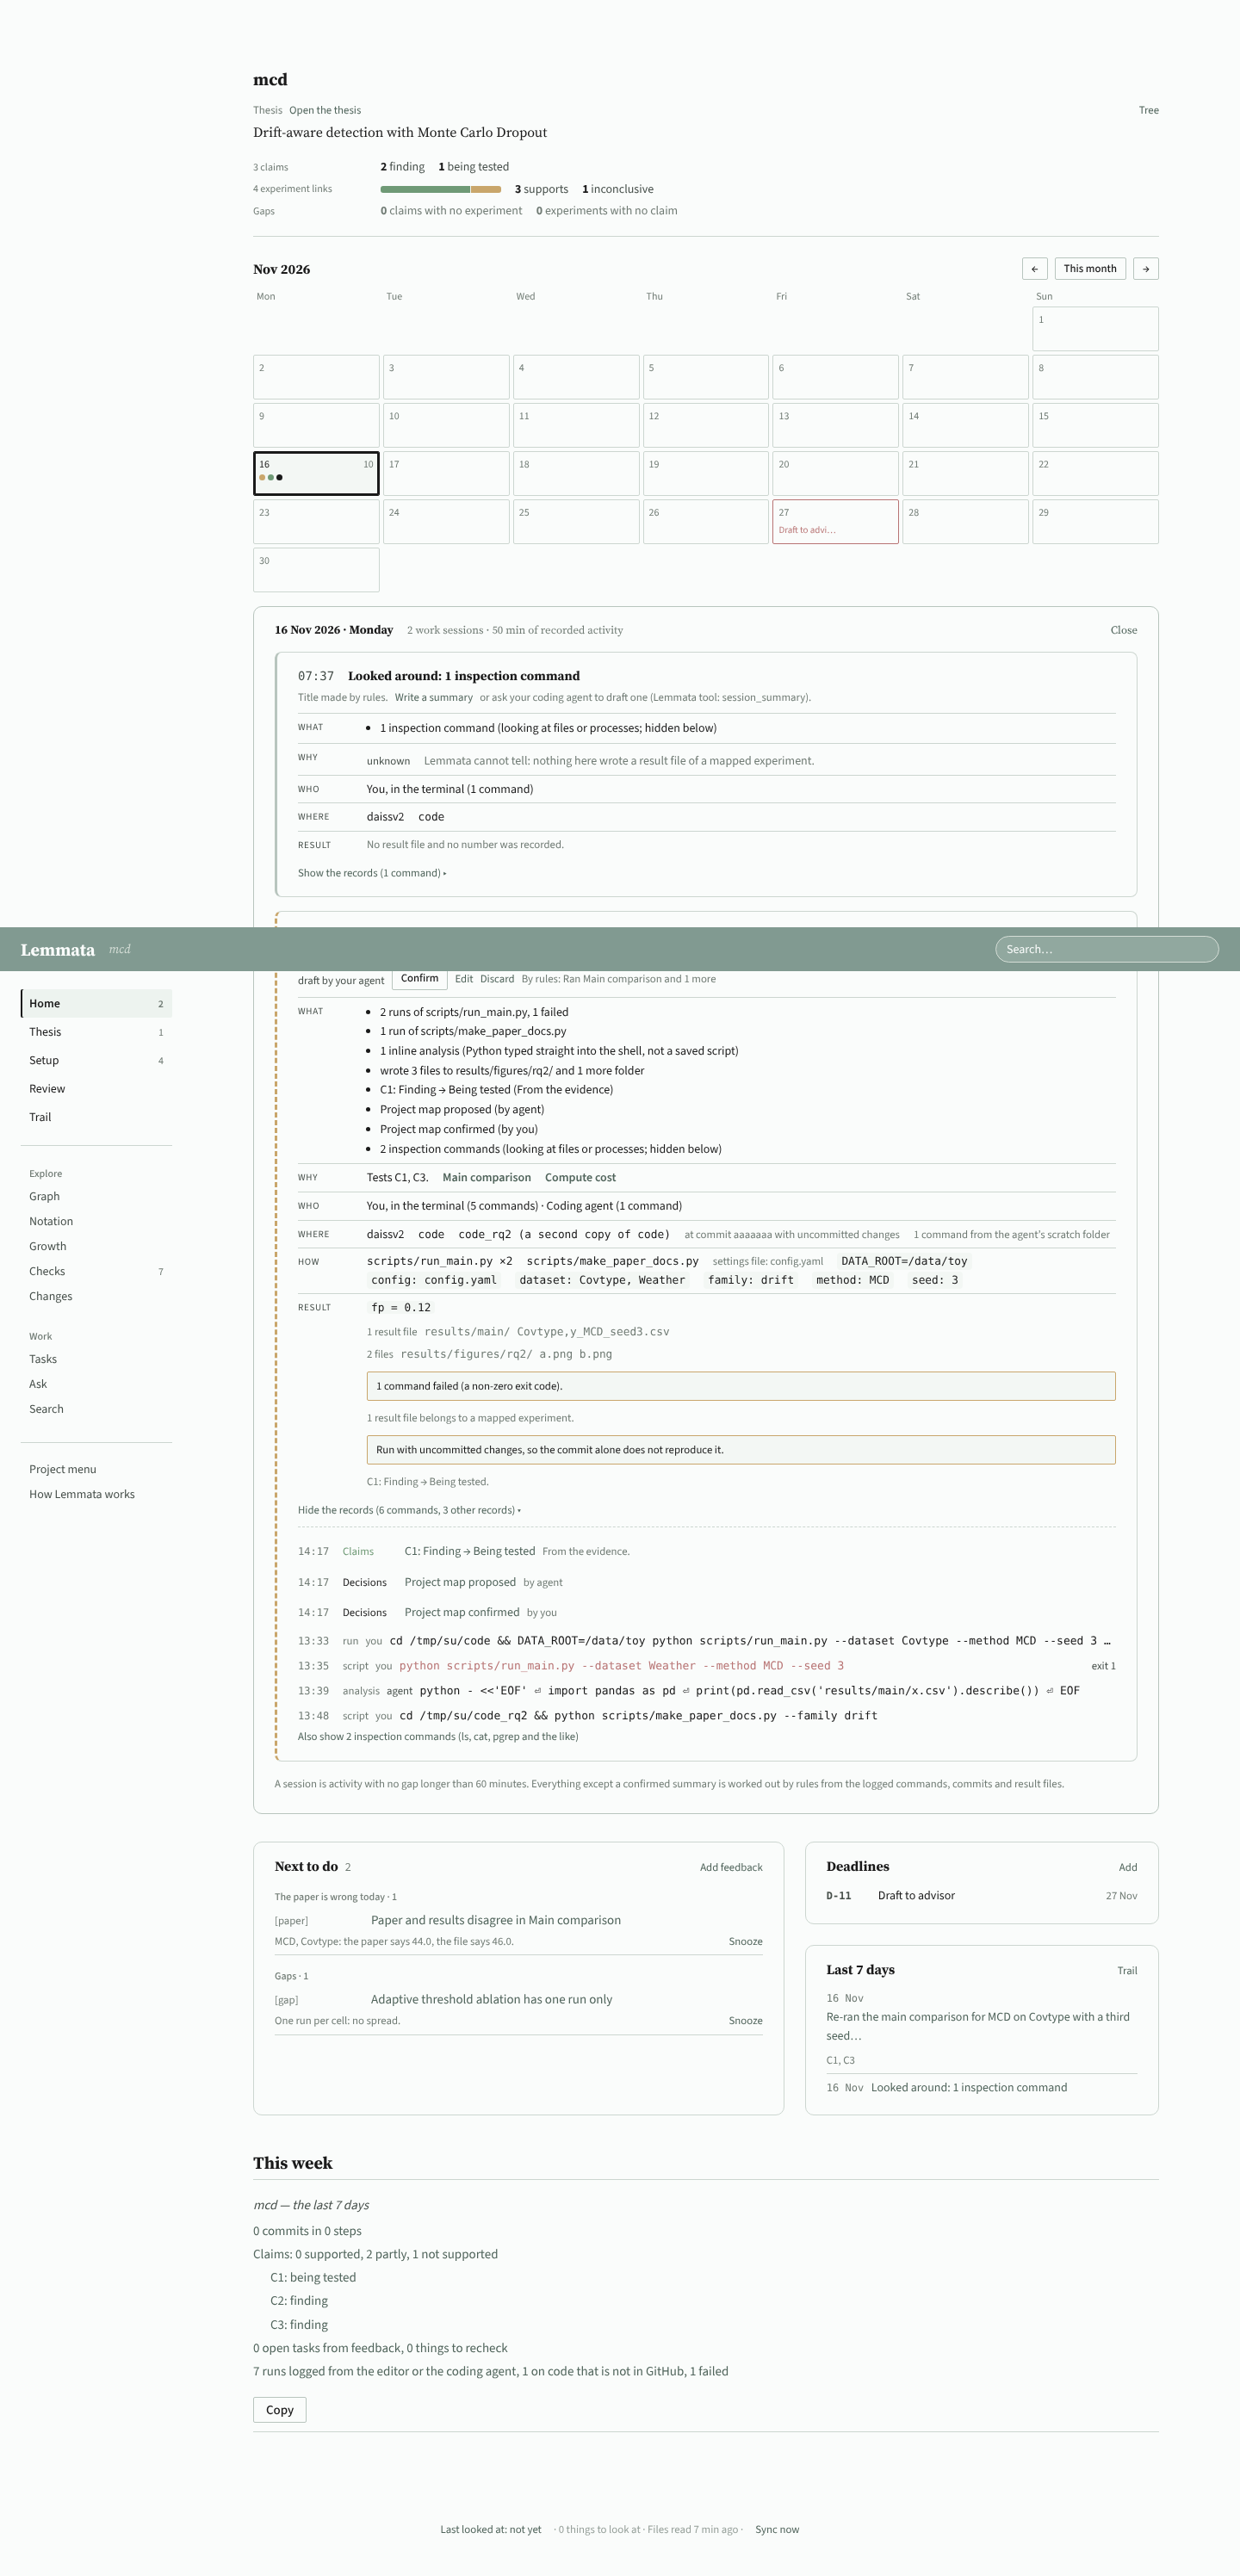 mcd
Thesis Open the thesis Tree
Drift-aware detection with Monte Carlo Dropout
3 claims 2 finding 1 being tested
4 experiment links 3 supports 1 inconclusive
Gaps 0 claims with no experiment 0 experiments with no claim
Nov 2026 ← This month →
Mon Tue Wed Thu Fri Sat Sun
1
2 3 4 5 6 7 8
9 10 11 12 13 14 15
16 10 17 18 19 20 21 22
23 24 25 26 27 28 29
Draft to advi…
30
16 Nov 2026 · Monday 2 work sessions · 50 min of recorded activity Close
07:37 Looked around: 1 inspection command
Title made by rules. Write a summary or ask your coding agent to draft one (Lemmata tool: session_summary).
WHAT • 1 inspection command (looking at files or processes; hidden below)
WHY unknown Lemmata cannot tell: nothing here wrote a result file of a mapped experiment.
WHO You, in the terminal (1 command)
WHERE daissv2 code
RESULT No result file and no number was recorded.
Show the records (1 command) ▸
Lemmata mcd Search…
draft by your agent Confirm Edit Discard By rules: Ran Main comparison and 1 more
Home 2
Thesis 1
Setup 4
Review
Trail
Explore
Graph
Notation
Growth
Checks 7
Changes
Work
Tasks
Ask
Search
Project menu
How Lemmata works
WHAT • 2 runs of scripts/run_main.py, 1 failed
• 1 run of scripts/make_paper_docs.py
• 1 inline analysis (Python typed straight into the shell, not a saved script)
• wrote 3 files to results/figures/rq2/ and 1 more folder
• C1: Finding → Being tested (From the evidence)
• Project map proposed (by agent)
• Project map confirmed (by you)
• 2 inspection commands (looking at files or processes; hidden below)
WHY Tests C1, C3. Main comparison Compute cost
WHO You, in the terminal (5 commands) · Coding agent (1 command)
WHERE daissv2 code code_rq2 (a second copy of code) at commit aaaaaaa with uncommitted changes 1 command from the agent's scratch folder
HOW scripts/run_main.py ×2 scripts/make_paper_docs.py settings file: config.yaml DATA_ROOT=/data/toy
config: config.yaml dataset: Covtype, Weather family: drift method: MCD seed: 3
RESULT fp = 0.12
1 result file results/main/ Covtype,y_MCD_seed3.csv
2 files results/figures/rq2/ a.png b.png
1 command failed (a non-zero exit code).
1 result file belongs to a mapped experiment.
Run with uncommitted changes, so the commit alone does not reproduce it.
C1: Finding → Being tested.
Hide the records (6 commands, 3 other records) ▾
14:17 Claims C1: Finding → Being tested From the evidence.
14:17 Decisions Project map proposed by agent
14:17 Decisions Project map confirmed by you
13:33 run you cd /tmp/su/code && DATA_ROOT=/data/toy python scripts/run_main.py --dataset Covtype --method MCD --seed 3 …
13:35 script you python scripts/run_main.py --dataset Weather --method MCD --seed 3 exit 1
13:39 analysis agent python - <<'EOF' ⏎ import pandas as pd ⏎ print(pd.read_csv('results/main/x.csv').describe()) ⏎ EOF
13:48 script you cd /tmp/su/code_rq2 && python scripts/make_paper_docs.py --family drift
Also show 2 inspection commands (ls, cat, pgrep and the like)
A session is activity with no gap longer than 60 minutes. Everything except a confirmed summary is worked out by rules from the logged commands, commits and result files.
Next to do 2 Add feedback
The paper is wrong today · 1
[paper] Paper and results disagree in Main comparison
MCD, Covtype: the paper says 44.0, the file says 46.0. Snooze
Gaps · 1
[gap] Adaptive threshold ablation has one run only
One run per cell: no spread. Snooze
Deadlines Add
D-11 Draft to advisor 27 Nov
Last 7 days Trail
16 Nov
Re-ran the main comparison for MCD on Covtype with a third
seed…
C1, C3
16 Nov Looked around: 1 inspection command
This week
mcd — the last 7 days
0 commits in 0 steps
Claims: 0 supported, 2 partly, 1 not supported
C1: being tested
C2: finding
C3: finding
0 open tasks from feedback, 0 things to recheck
7 runs logged from the editor or the coding agent, 1 on code that is not in GitHub, 1 failed
Copy
Last looked at: not yet · 0 things to look at · Files read 7 min ago · Sync now